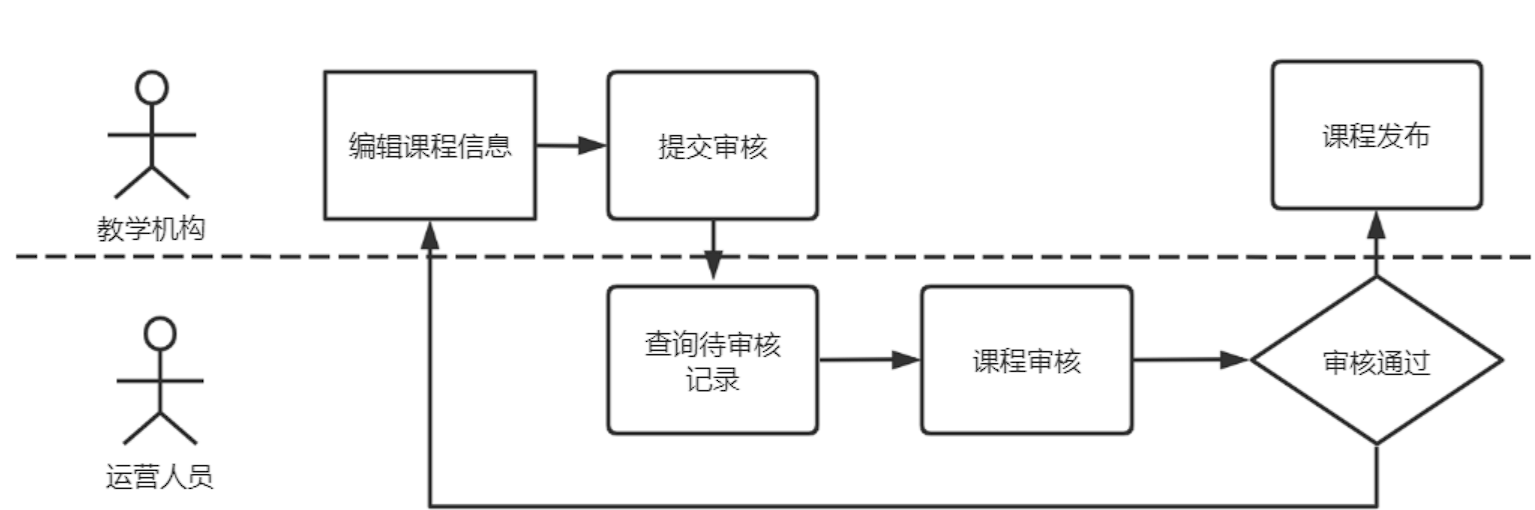 编辑课程信息
提交审核
课程发布
教学机构
查询待审核
记录
课程审核
审核通过
运营人员